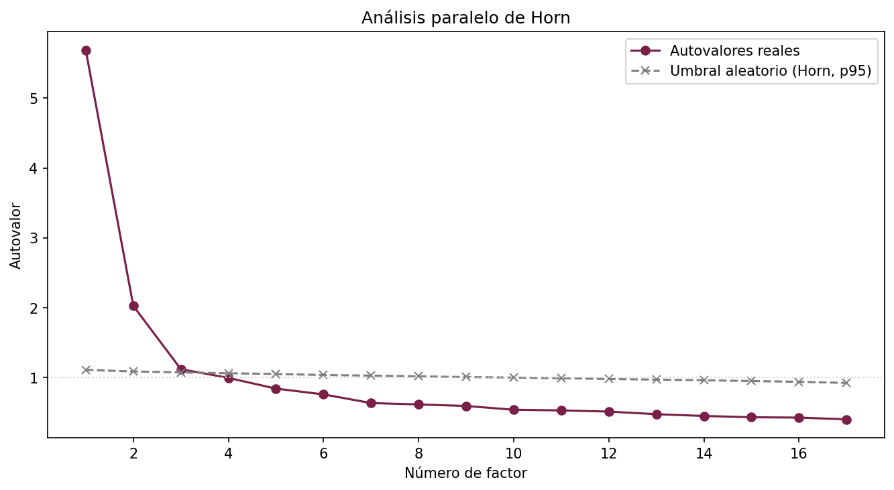 Análisis paralelo de Horn
Autovalores reales
Umbral aleatorio (Horn, p95)
Autovalor
5
4
3
2
1
2 4 6 8 10 12 14 16
Número de factor